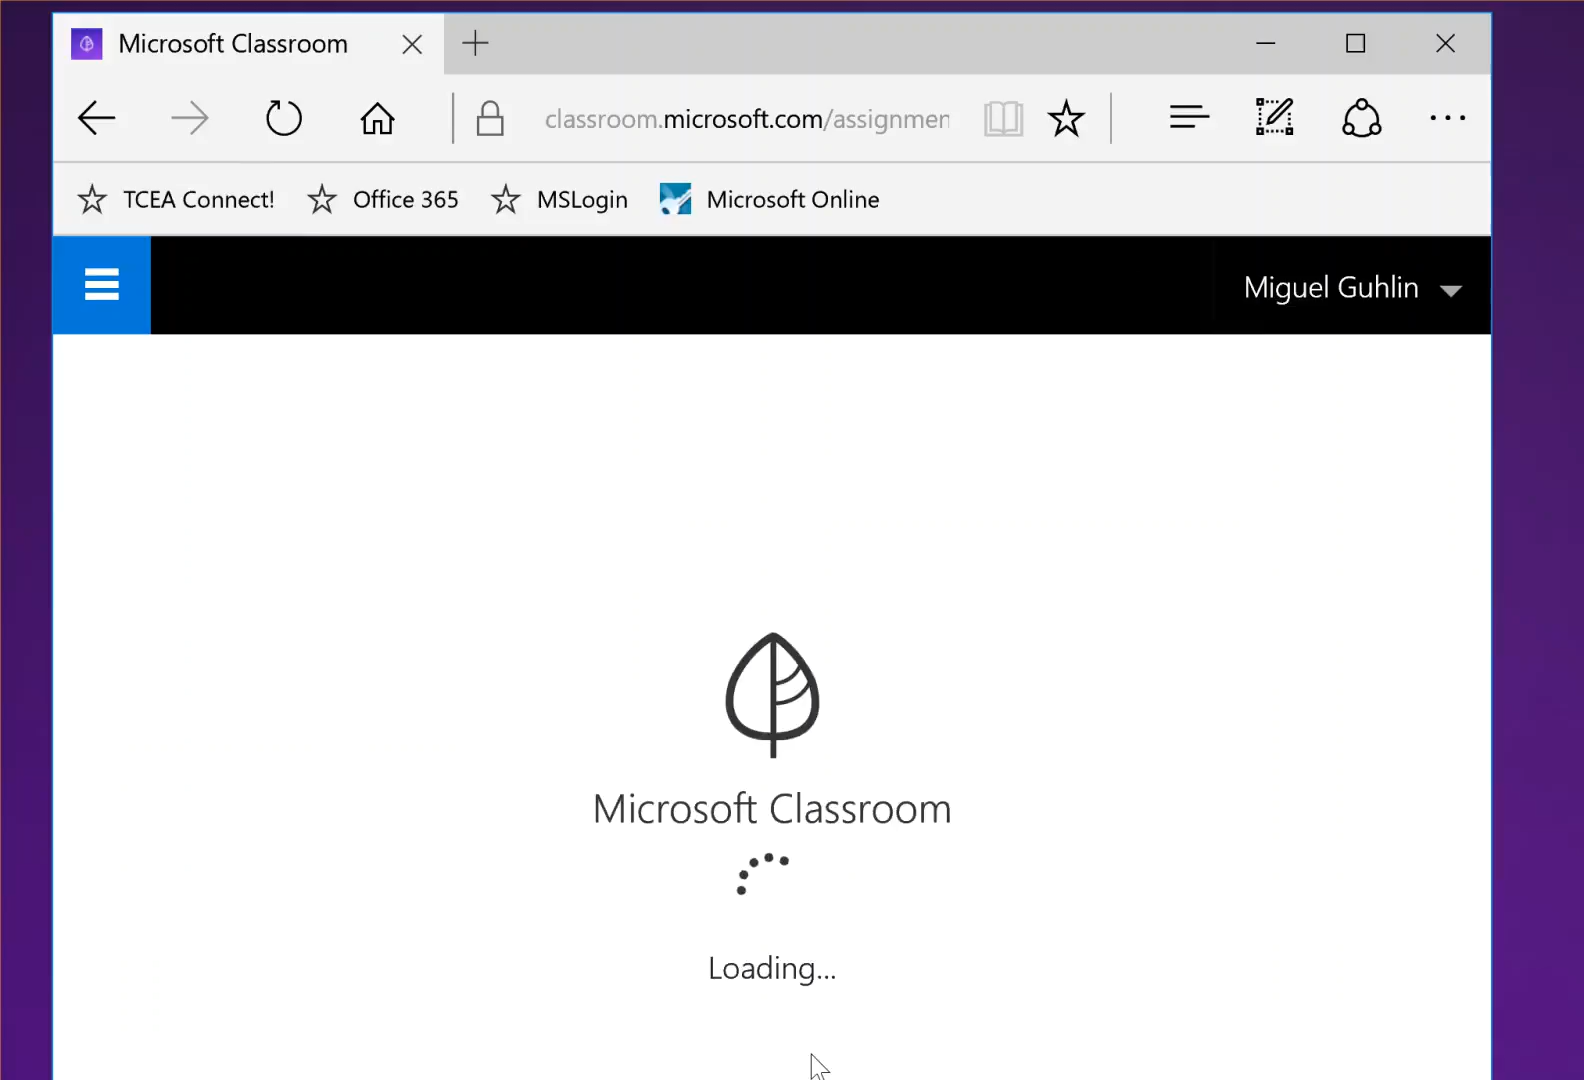 Microsoft Classroom
classroom.microsoft.com/assignmen
TCEA Connect! Office 365 MSLogin Microsoft Online
Miguel Guhlin
Microsoft Classroom
Loading...